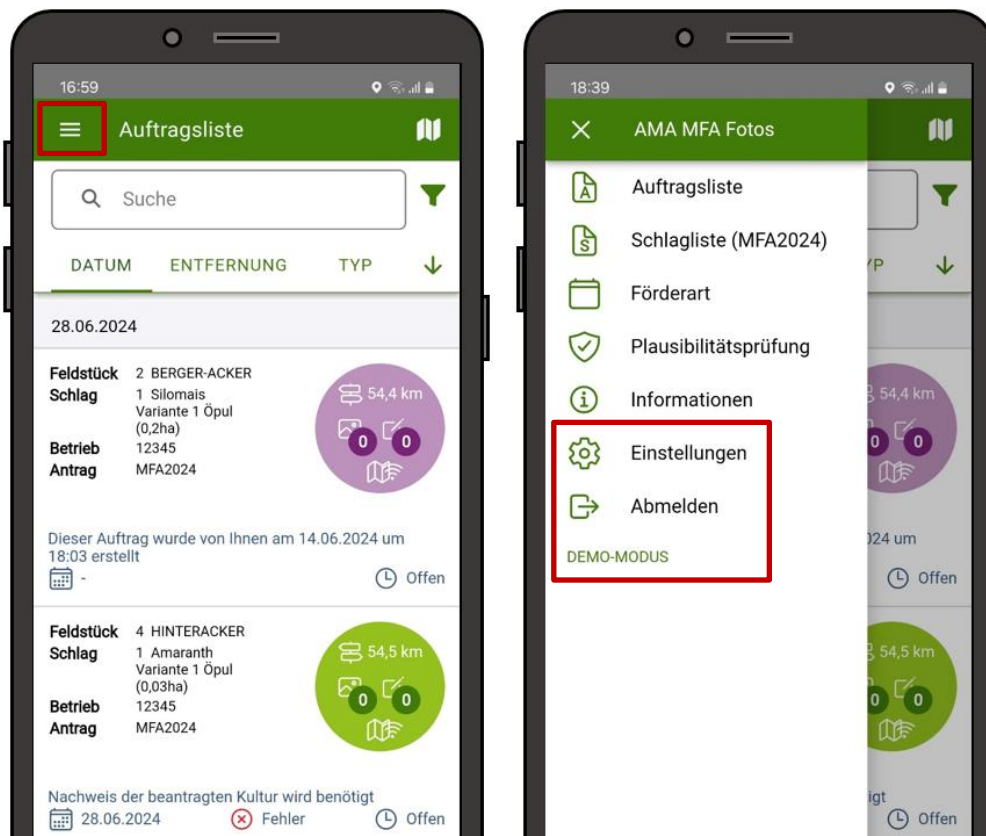 16:59
Auftragsliste
Suche
DATUM ENTFERNUNG TYP
28.06.2024
Feldstück 2 BERGER-ACKER
Schlag 1 Silomais
Variante 1 Öpul
(0,2ha)
Betrieb 12345
Antrag MFA2024
54,4 km
0 0
Dieser Auftrag wurde von Ihnen am 14.06.2024 um
18:03 erstellt
- Offen
Feldstück 4 HINTERACKER
Schlag 1 Amaranth
Variante 1 Öpul
(0,03ha)
Betrieb 12345
Antrag MFA2024
54,5 km
0 0
Nachweis der beantragten Kultur wird benötigt
28.06.2024 Fehler Offen
18:39
AMA MFA Fotos
A Auftragsliste
S Schlagliste (MFA2024)
Förderart
Plausibilitätsprüfung
Informationen
Einstellungen
Abmelden
DEMO-MODUS
YP
54,4 km
0 0
024 um
Offen
54,5 km
0 0
igt
Offen